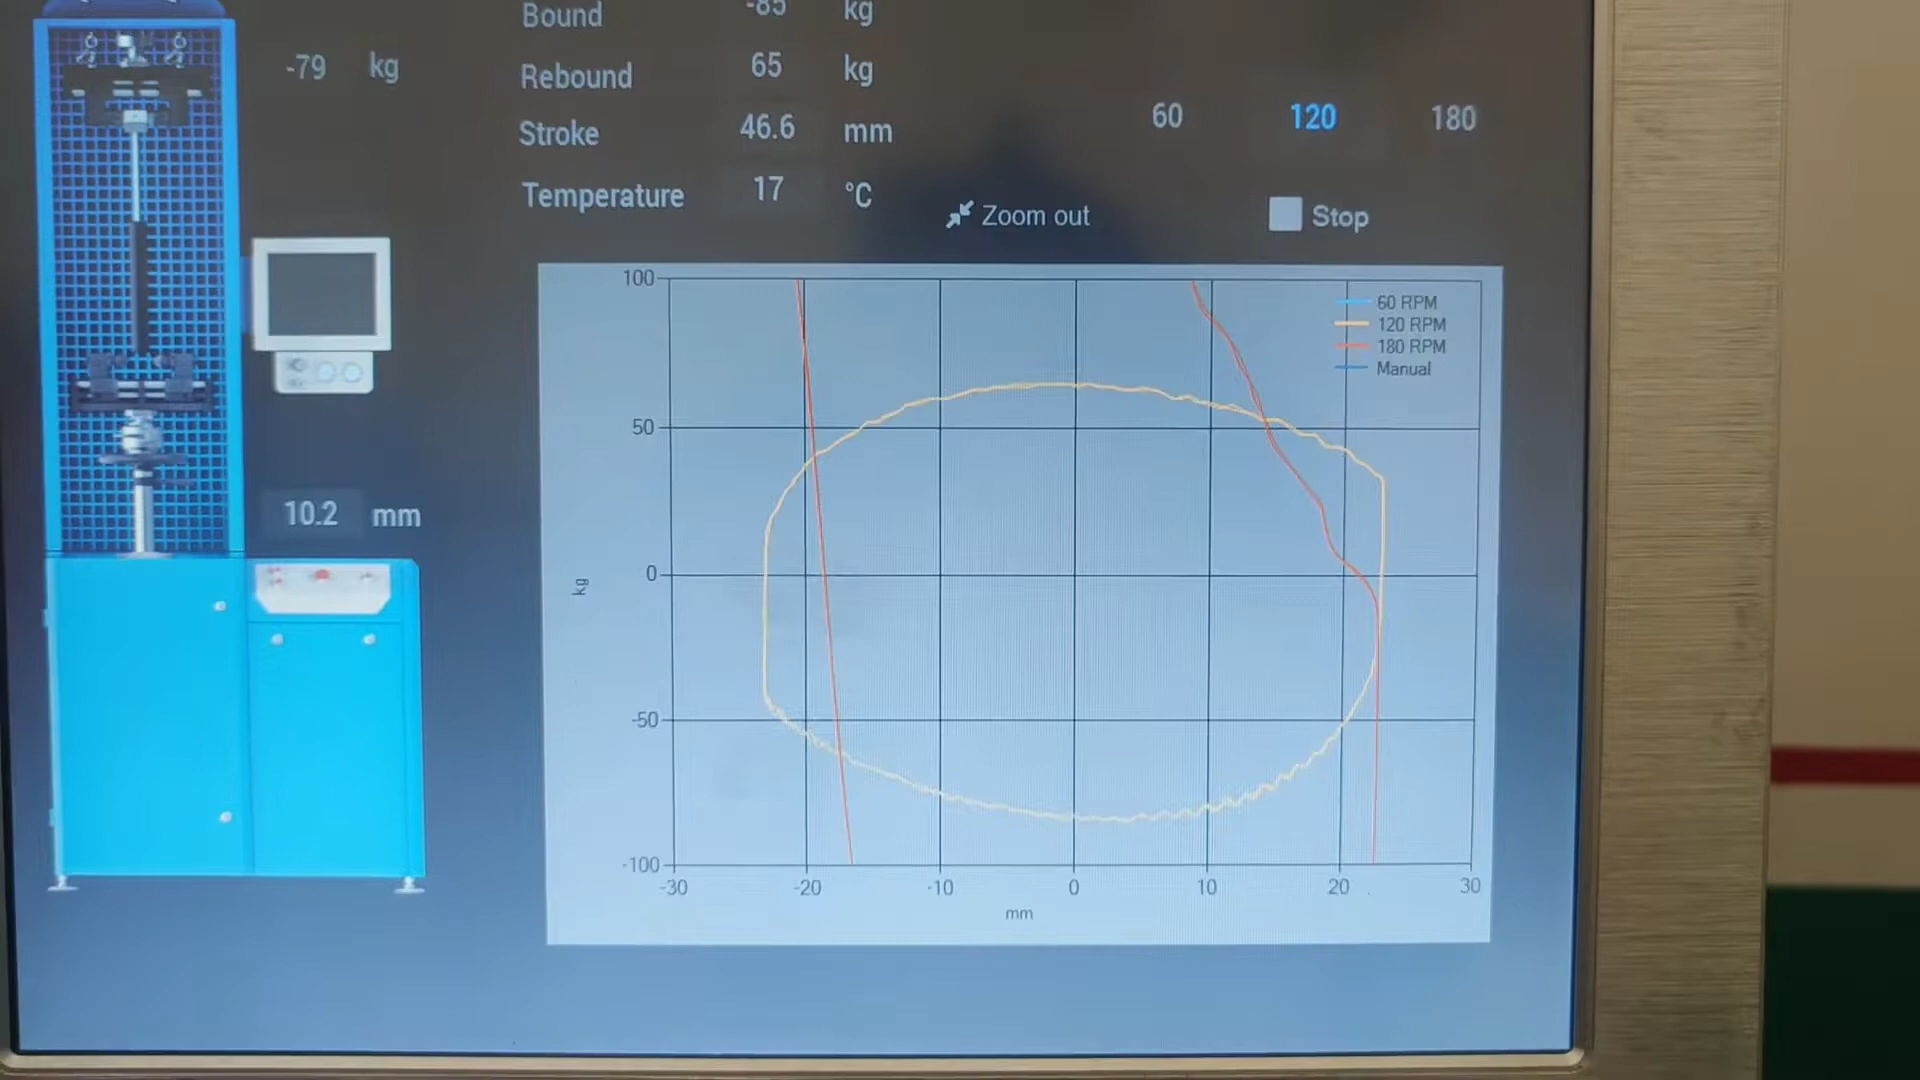 Bound -85 kg
-79 kg
Rebound 65 kg
Stroke 46.6 mm
Temperature 17 °C
60 120 180
Zoom out
Stop
100
50
0
-50
-100
kg
60 RPM
120 RPM
180 RPM
Manual
10.2 mm
-30 -20 -10 0 10 20 30
mm